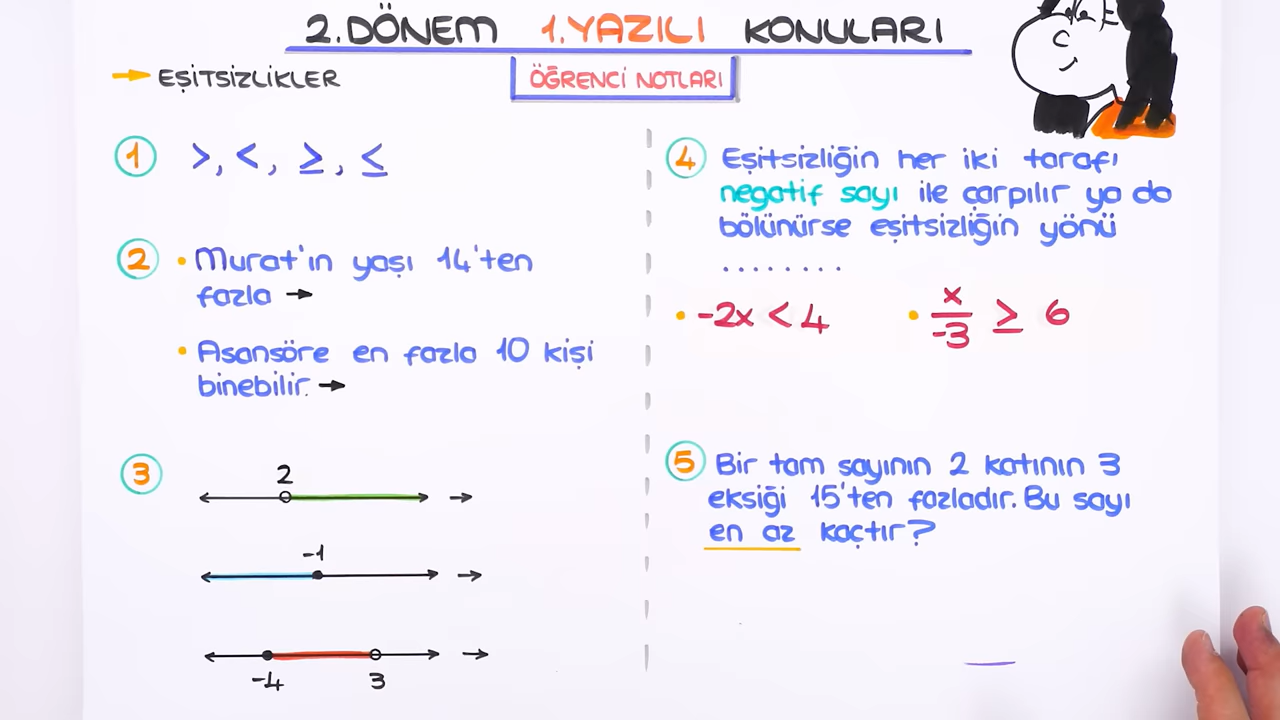 2.DÖNEM 1.YAZILI KONULARI
→ EŞİTSİZLİKLER
ÖĞRENCİ NOTLARI
1 >, <, ≥, ≤
2 • Murat'ın yaşı 14'ten
fazla →
• Asansöre en fazla 10 kişi
binebilir. →
3
2
→
-1
→
→
-4 3
4 Eşitsizliğin her iki tarafı
negatif sayı ile çarpılır ya da
bölünürse eşitsizliğin yönü
........
• -2x < 4 • x/-3 ≥ 6
5 Bir tam sayının 2 katının 3
eksiği 15'ten fazladır. Bu sayı
en az kaçtır?